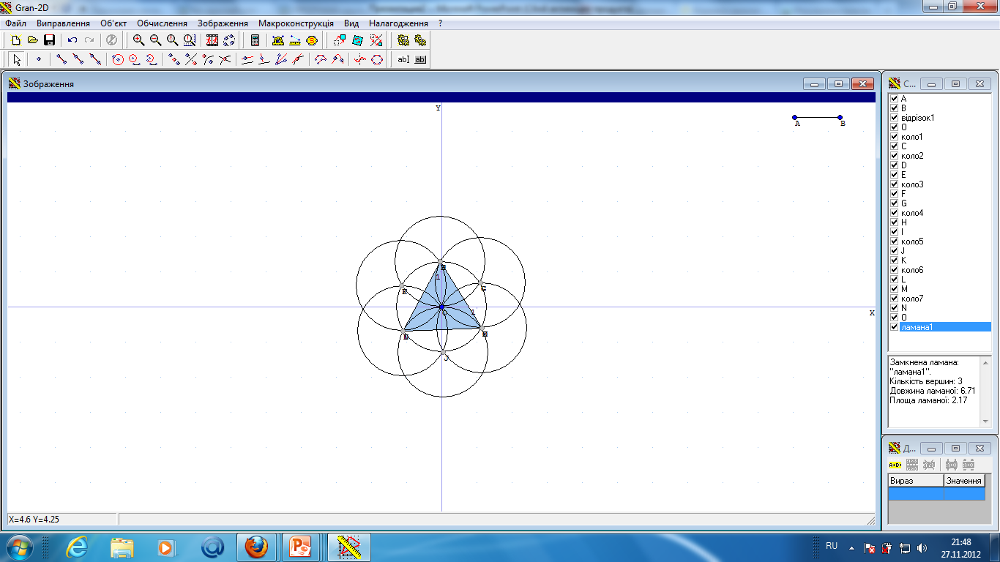 Gran-2D
Файл Виправлення Об'єкт Обчислення Зображення Макроконструкція Вид Налагодження ?
abI ab|
Зображення
Y
A B
1
E G
O 1
X
J
X=4.6 Y=4.25
С...
A
B
відрізок1
O
коло1
C
коло2
D
E
коло3
F
G
коло4
H
I
коло5
J
K
коло6
L
M
коло7
N
O
ламана1
Замкнена ламана:
"ламана1".
Кількість вершин: 3
Довжина ламаної: 6.71
Площа ламаної: 2.17
Д...
A+B=
Вираз Значення
RU
21:48
27.11.2012